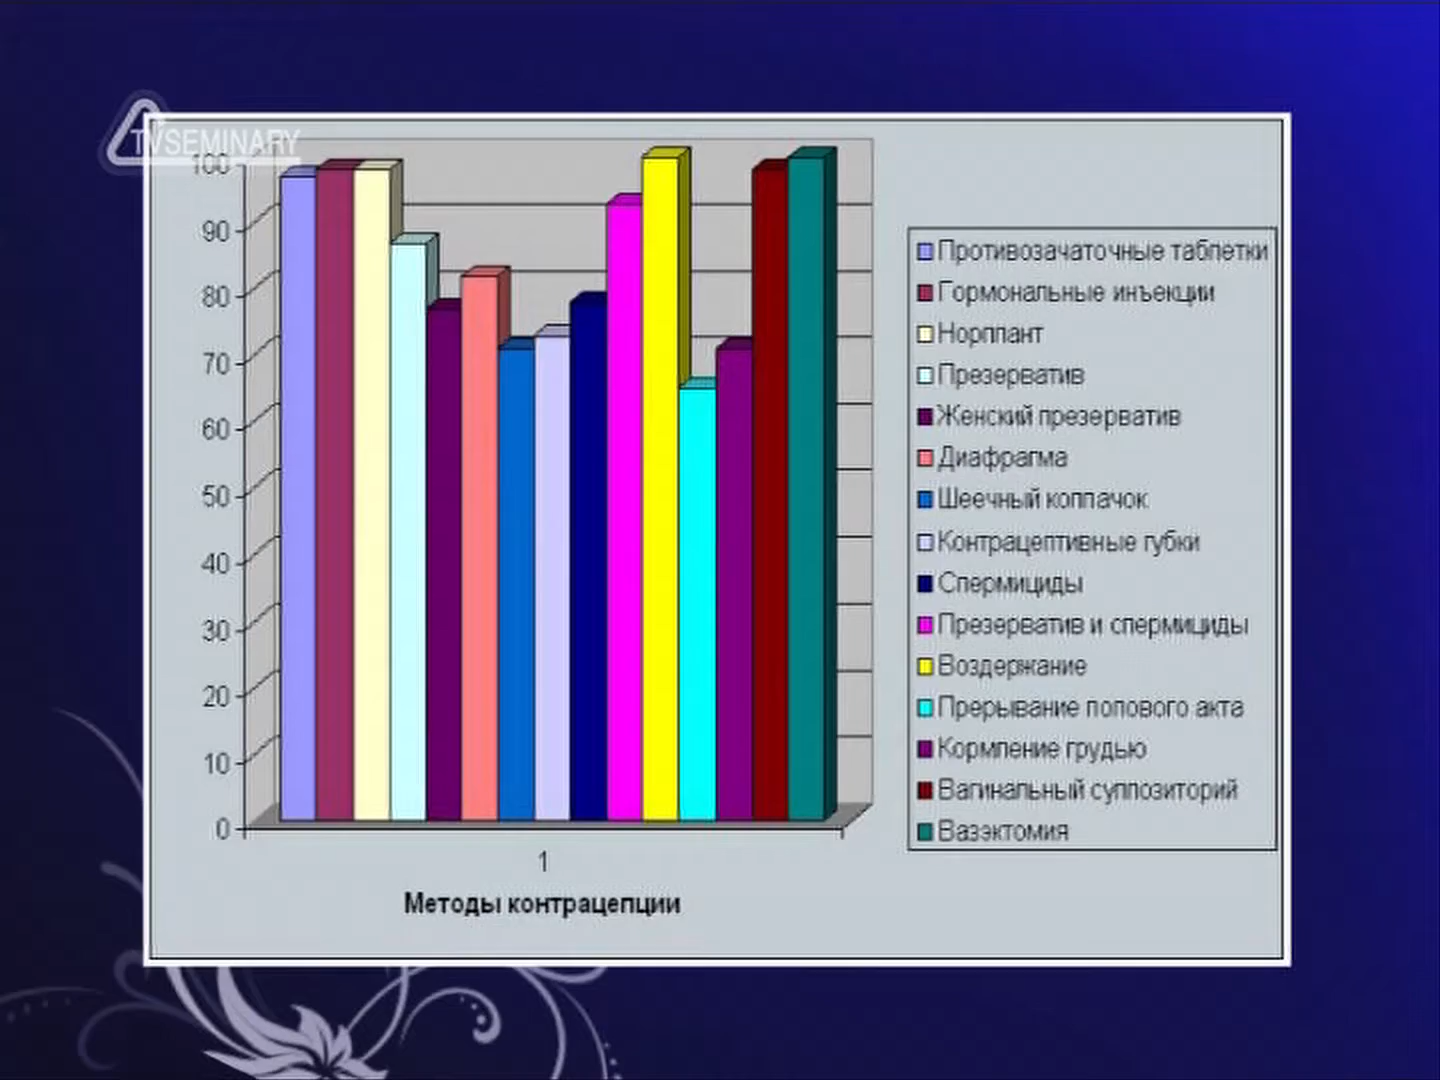 TVSEMINARY
100
90
80
70
60
50
40
30
20
10
0
1
Методы контрацепции
Противозачаточные таблетки
Гормональные инъекции
Норплант
Презерватив
Женский презерватив
Диафрагма
Шеечный колпачок
Контрацептивные губки
Спермициды
Презерватив и спермициды
Воздержание
Прерывание полового акта
Кормление грудью
Вагинальный суппозиторий
Вазэктомия